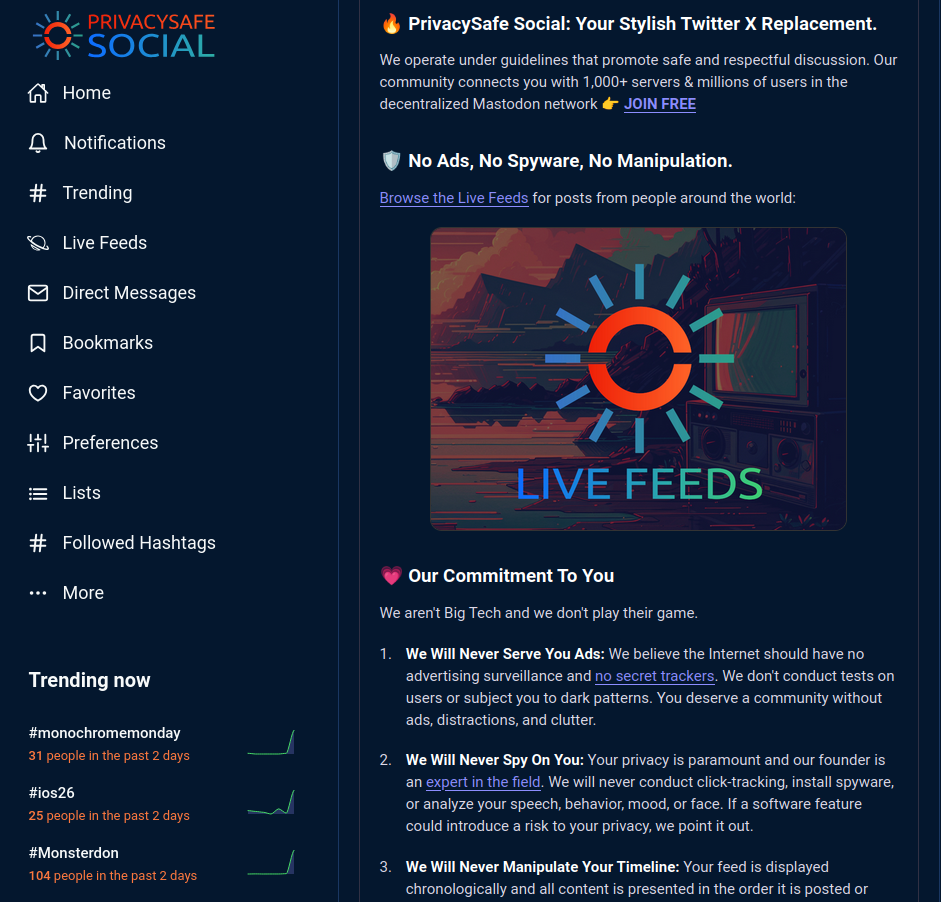 PRIVACYSAFE
SOCIAL
Home
Notifications
Trending
Live Feeds
Direct Messages
Bookmarks
Favorites
Preferences
Lists
Followed Hashtags
More
Trending now
#monochromemonday
31 people in the past 2 days
#ios26
25 people in the past 2 days
#Monsterdon
104 people in the past 2 days
🔥 PrivacySafe Social: Your Stylish Twitter X Replacement.
We operate under guidelines that promote safe and respectful discussion. Our
community connects you with 1,000+ servers & millions of users in the
decentralized Mastodon network 👉 JOIN FREE
🛡️ No Ads, No Spyware, No Manipulation.
Browse the Live Feeds for posts from people around the world:
LIVE FEEDS
💗 Our Commitment To You
We aren't Big Tech and we don't play their game.
1. We Will Never Serve You Ads: We believe the Internet should have no
advertising surveillance and no secret trackers. We don't conduct tests on
users or subject you to dark patterns. You deserve a community without
ads, distractions, and clutter.
2. We Will Never Spy On You: Your privacy is paramount and our founder is
an expert in the field. We will never conduct click-tracking, install spyware,
or analyze your speech, behavior, mood, or face. If a software feature
could introduce a risk to your privacy, we point it out.
3. We Will Never Manipulate Your Timeline: Your feed is displayed
chronologically and all content is presented in the order it is posted or